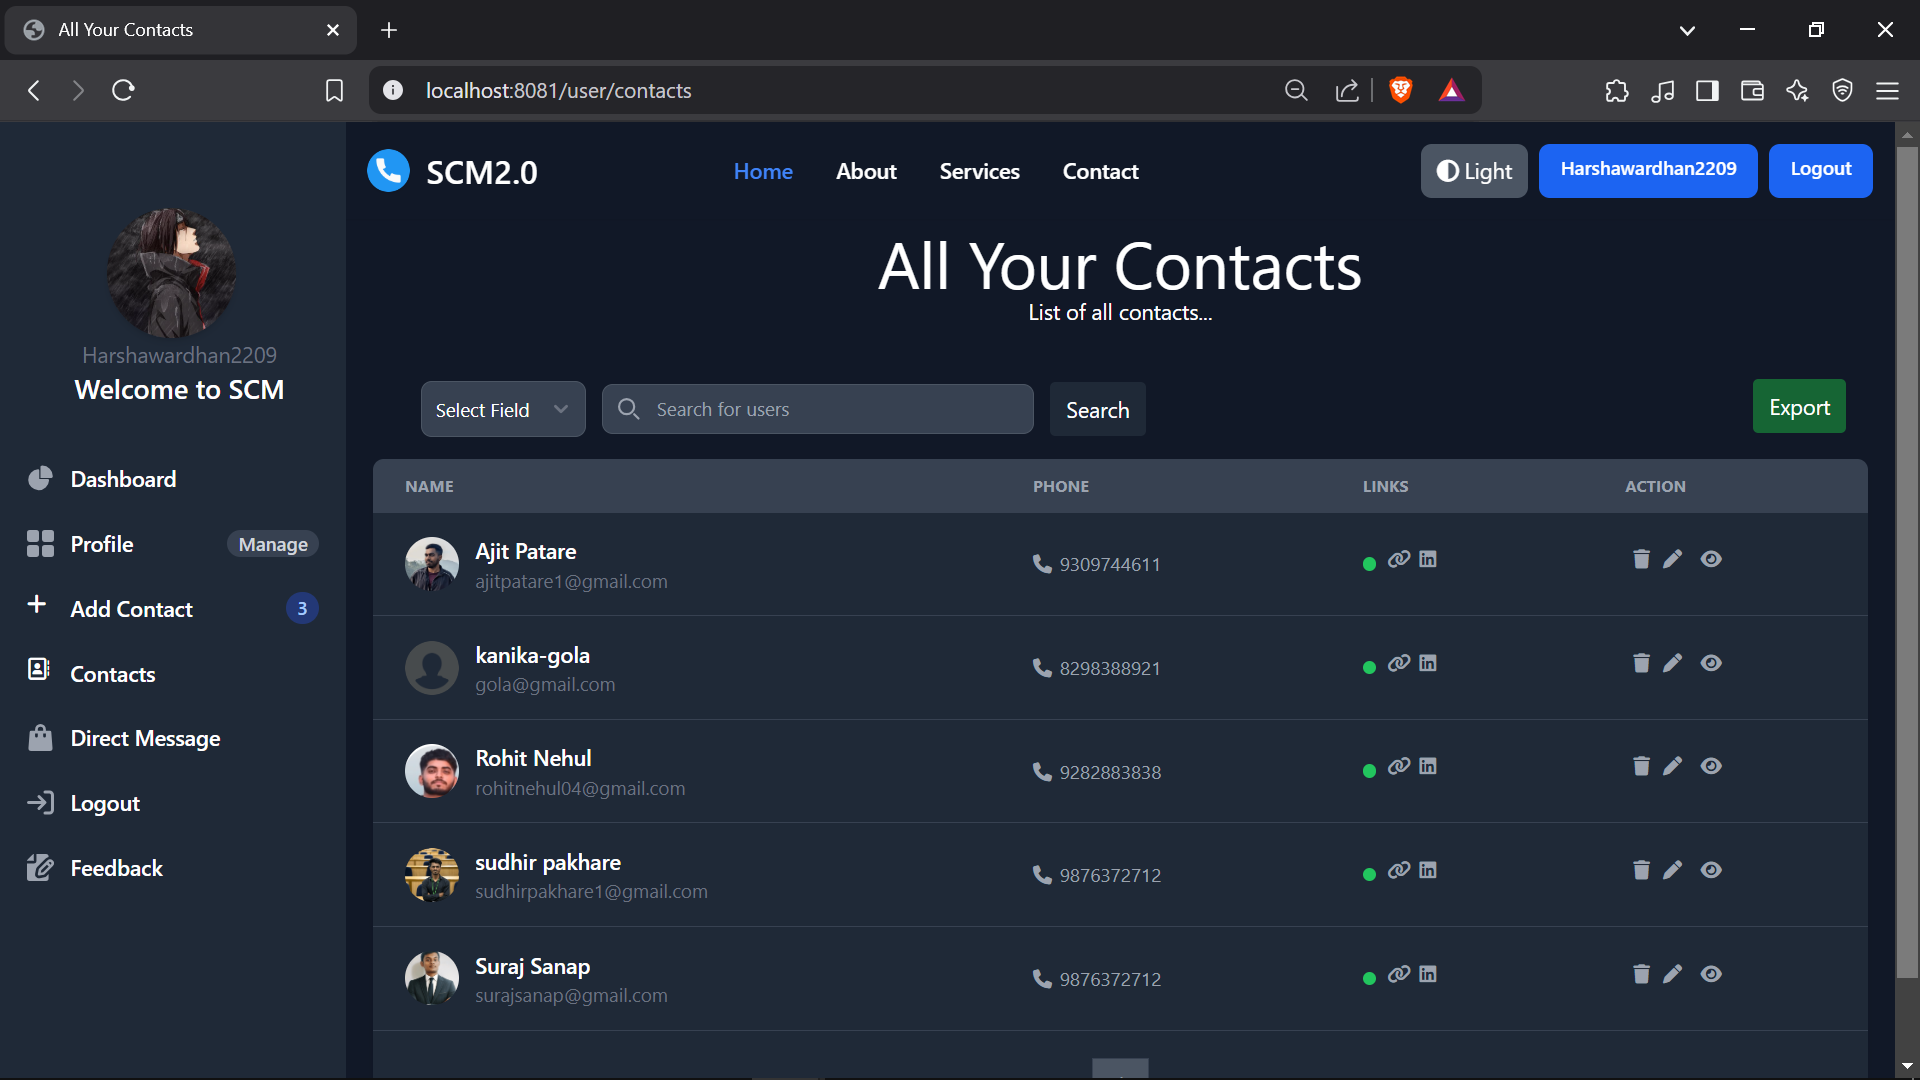 All Your Contacts
localhost:8081/user/contacts
SCM2.0
Home
About
Services
Contact
Light
Harshawardhan2209
Logout
Harshawardhan2209
Welcome to SCM
Dashboard
Profile
Manage
Add Contact
3
Contacts
Direct Message
Logout
Feedback
All Your Contacts
List of all contacts...
Select Field
Search for users
Search
Export
NAME PHONE LINKS ACTION
Ajit Patare
ajitpatare1@gmail.com
9309744611
kanika-gola
gola@gmail.com
8298388921
Rohit Nehul
rohitnehul04@gmail.com
9282883838
sudhir pakhare
sudhirpakhare1@gmail.com
9876372712
Suraj Sanap
surajsanap@gmail.com
9876372712